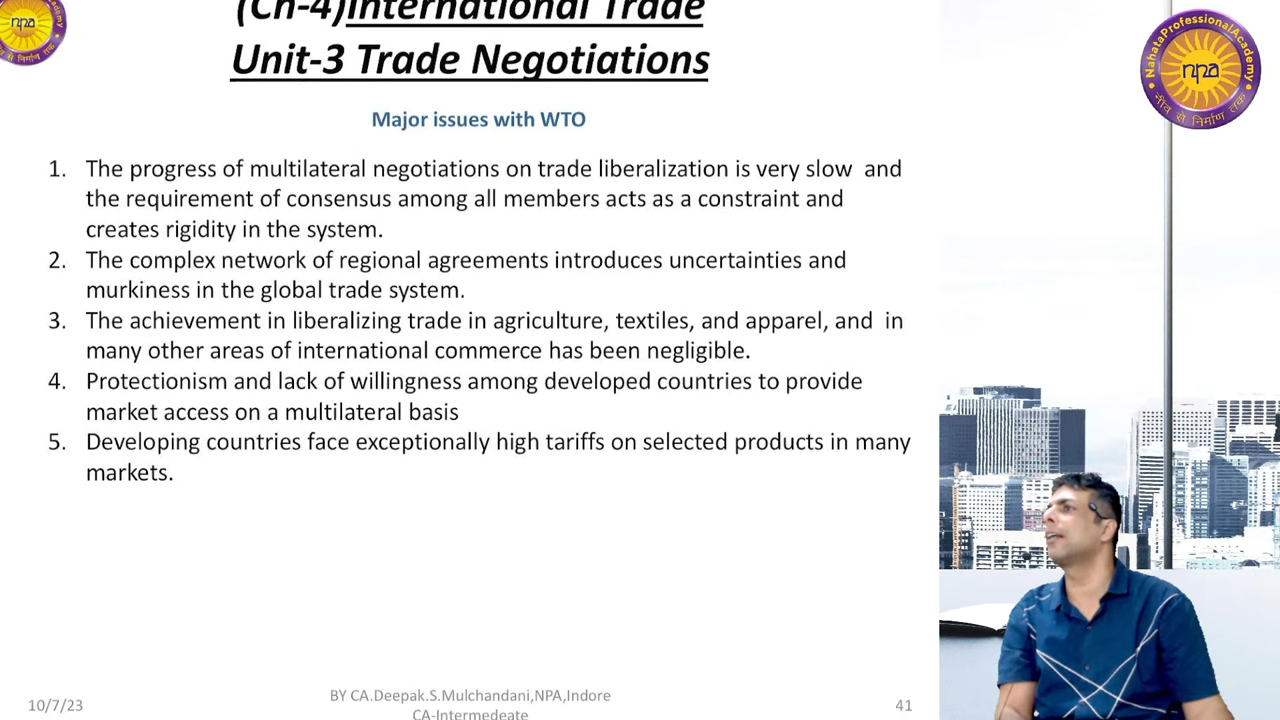 (Ch-4)International Trade
Unit-3 Trade Negotiations
Major issues with WTO
1. The progress of multilateral negotiations on trade liberalization is very slow and
the requirement of consensus among all members acts as a constraint and
creates rigidity in the system.
2. The complex network of regional agreements introduces uncertainties and
murkiness in the global trade system.
3. The achievement in liberalizing trade in agriculture, textiles, and apparel, and in
many other areas of international commerce has been negligible.
4. Protectionism and lack of willingness among developed countries to provide
market access on a multilateral basis
5. Developing countries face exceptionally high tariffs on selected products in many
markets.
10/7/23
BY CA.Deepak.S.Mulchandani,NPA,Indore
CA-Intermedeate
41
NahataProfessionalAcademy
npa
नींव से निर्माण तक
npa
से निर्माण तक